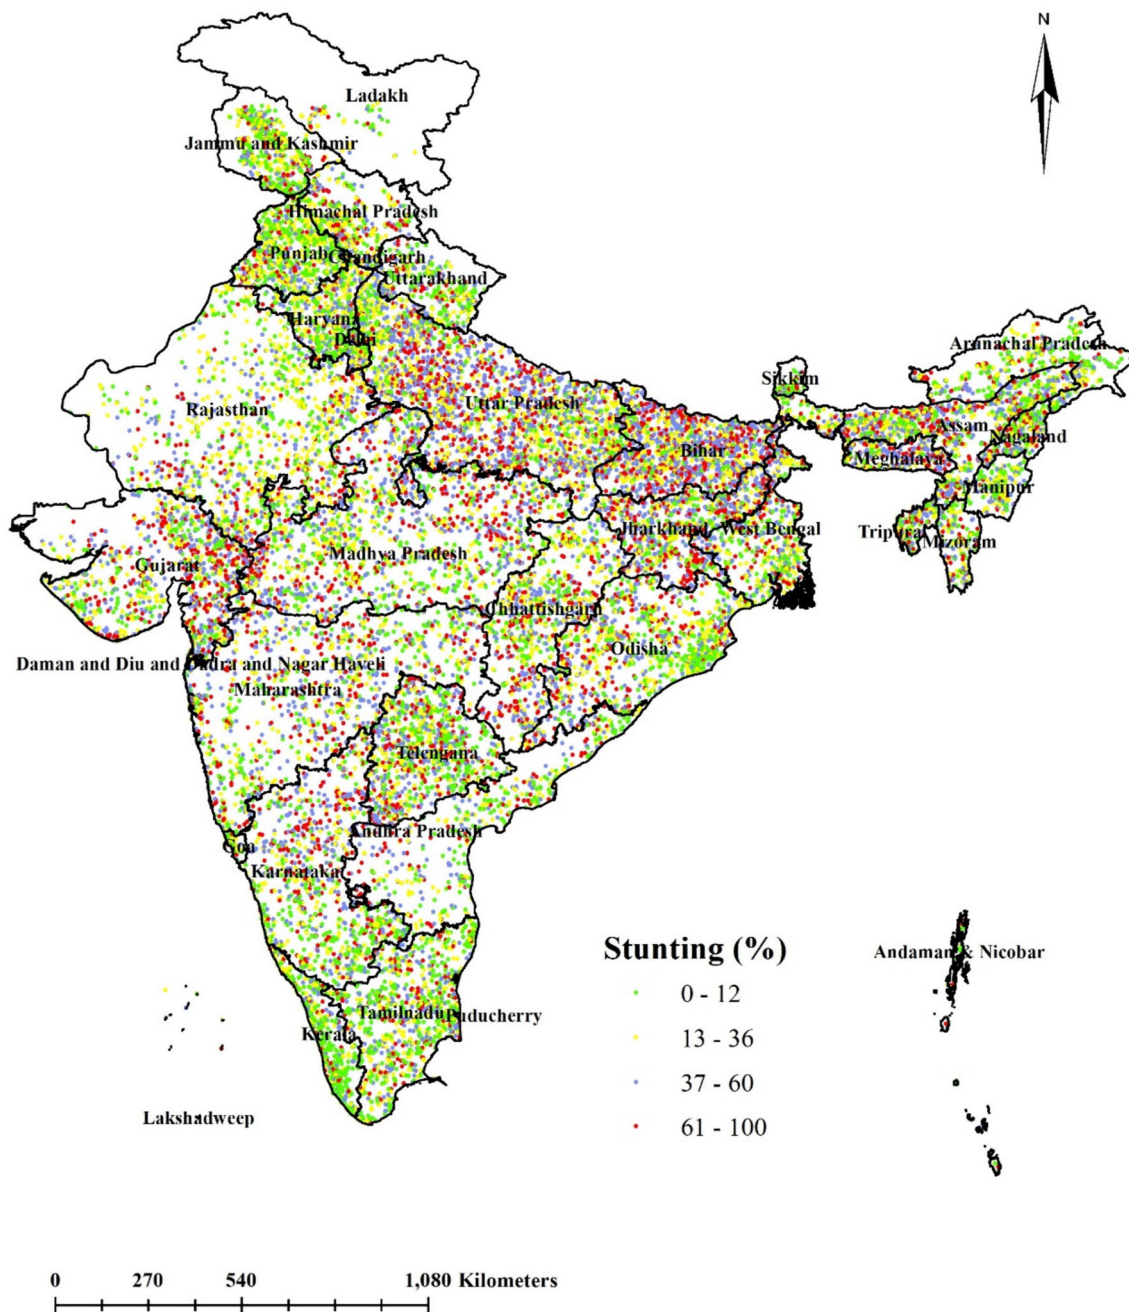 N
Ladakh
Jammu and Kashmir
Himachal Pradesh
Punjab
Chandigarh
Uttarakhand
Haryana
Delhi
Arunachal Pradesh
Sikkim
Rajasthan
Uttar Pradesh
Assam
Bihar
Nagaland
Meghalaya
Manipur
Jharkhand
West Bengal
Tripura
Mizoram
Madhya Pradesh
Gujarat
Chhattishgarh
Odisha
Daman and Diu and Dadra and Nagar Haveli
Maharashtra
Telengana
Andhra Pradesh
Goa
Karnataka
Stunting (%)
Andaman & Nicobar
0 - 12
Tamilnadu
Puducherry
Kerala
13 - 36
37 - 60
Lakshadweep
61 - 100
0 270 540 1,080 Kilometers